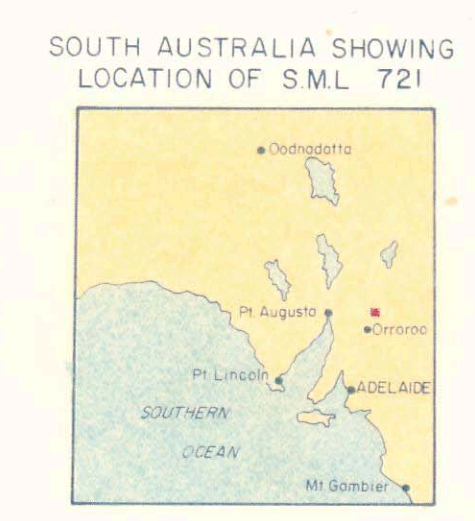 SOUTH AUSTRALIA SHOWING
LOCATION OF S.M.L 721
Oodnadatta
Pt. Augusta
Orroroo
Pt Lincoln
ADELAIDE
SOUTHERN
OCEAN
Mt Gambier